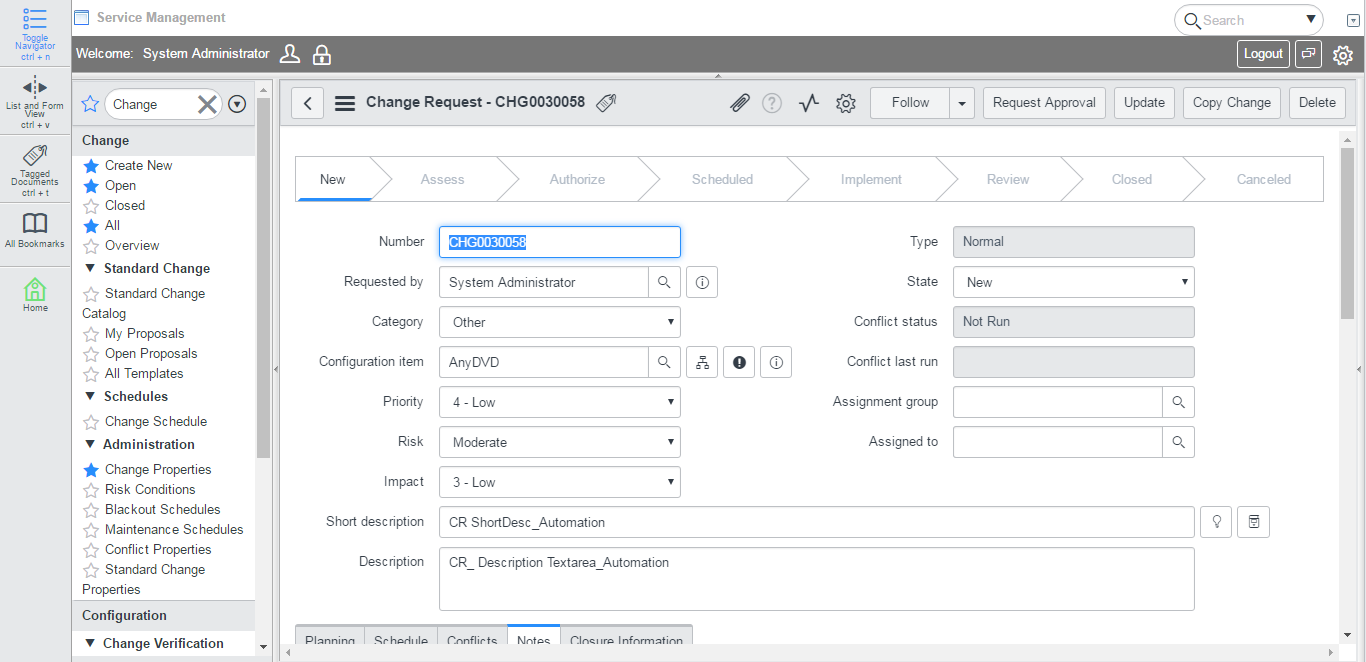 Service Management
Search
Toggle
Navigator
ctrl + n
Welcome: System Administrator
Logout
List and Form
View
ctrl + v
Tagged
Documents
ctrl + t
All Bookmarks
Home
Change
Change
Create New
Open
Closed
All
Overview
Standard Change
Standard Change
Catalog
My Proposals
Open Proposals
All Templates
Schedules
Change Schedule
Administration
Change Properties
Risk Conditions
Blackout Schedules
Maintenance Schedules
Conflict Properties
Standard Change
Properties
Configuration
Change Verification
Change Request - CHG0030058
Follow
Request Approval
Update
Copy Change
Delete
New Assess Authorize Scheduled Implement Review Closed Canceled
Number CHG0030058
Requested by System Administrator
Category Other
Configuration item AnyDVD
Priority 4 - Low
Risk Moderate
Impact 3 - Low
Type Normal
State New
Conflict status Not Run
Conflict last run
Assignment group
Assigned to
Short description CR ShortDesc_Automation
Description CR_ Description Textarea_Automation
Planning Schedule Conflicts Notes Closure Information